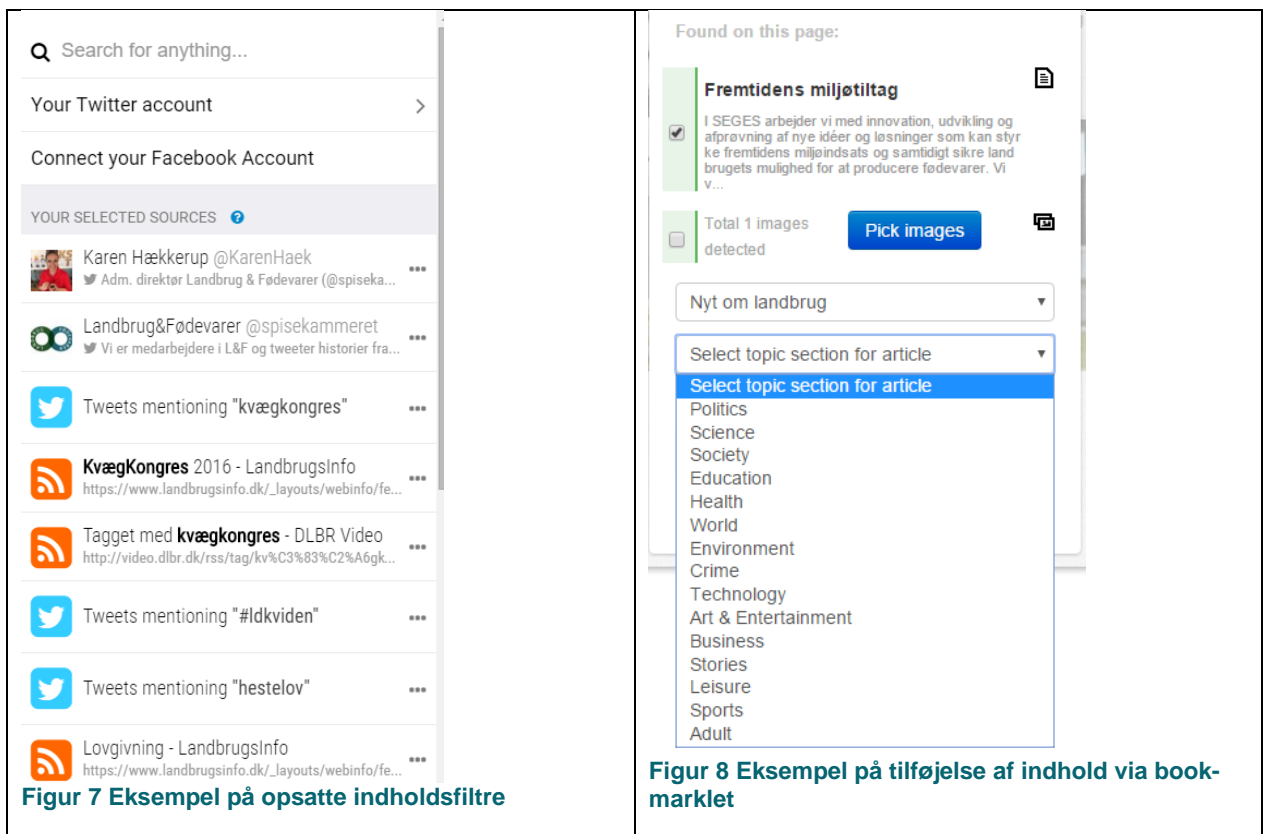 Search for anything...
Your Twitter account
Connect your Facebook Account
YOUR SELECTED SOURCES
Karen Hækkerup @KarenHaek
Adm. direktør Landbrug & Fødevarer (@spiseka...
Landbrug&Fødevarer @spisekammeret
Vi er medarbejdere i L&F og tweeter historier fra...
Tweets mentioning "kvægkongres"
KvægKongres 2016 - LandbrugsInfo
https://www.landbrugsinfo.dk/_layouts/webinfo/fe...
Tagget med kvægkongres - DLBR Video
http://video.dlbr.dk/rss/tag/kv%C3%83%C2%A6gk...
Tweets mentioning "#ldkviden"
Tweets mentioning "hestelov"
Lovgivning - LandbrugsInfo
https://www.landbrugsinfo.dk/_layouts/webinfo/fe...
Figur 7 Eksempel på opsatte indholdsfiltre
Found on this page:
Fremtidens miljøtiltag
I SEGES arbejder vi med innovation, udvikling og
afprøvning af nye idéer og løsninger som kan styr
ke fremtidens miljøindsats og samtidigt sikre land
brugets mulighed for at producere fødevarer. Vi
v...
Total 1 images
detected
Pick images
Nyt om landbrug
Select topic section for article
Select topic section for article
Politics
Science
Society
Education
Health
World
Environment
Crime
Technology
Art & Entertainment
Business
Stories
Leisure
Sports
Adult
Figur 8 Eksempel på tilføjelse af indhold via book-
marklet